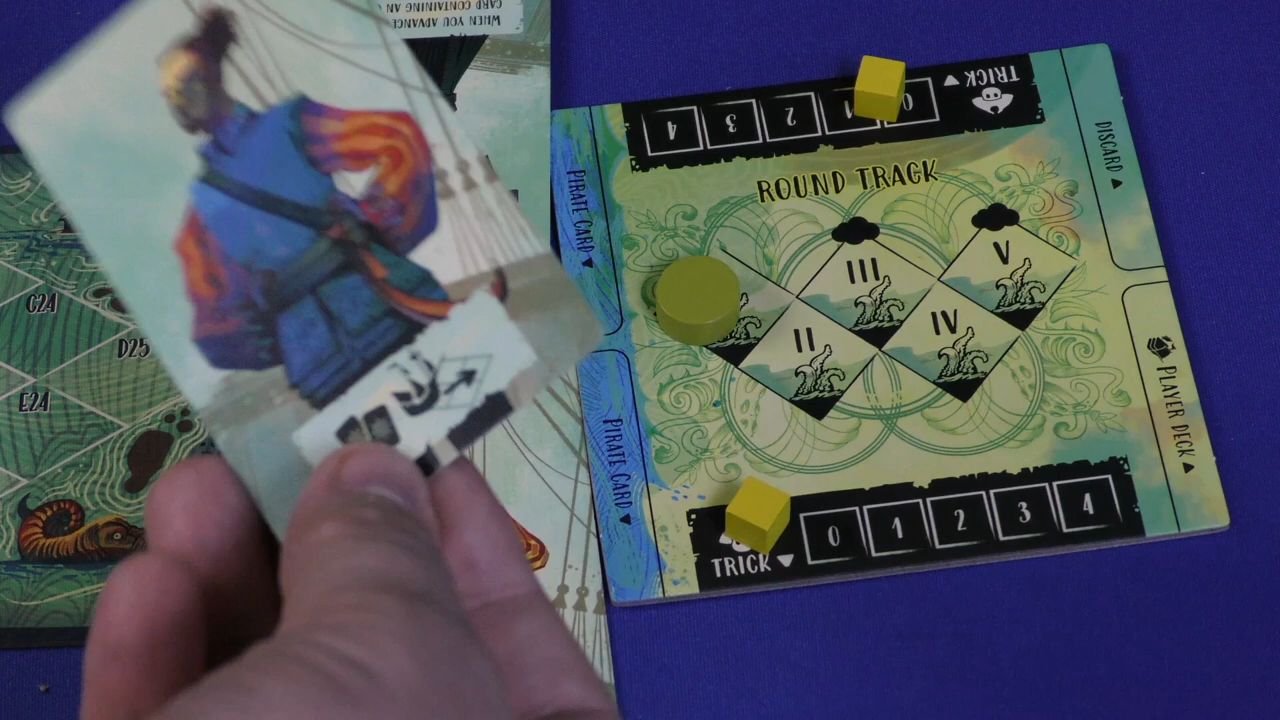 WHEN YOU ADVANCE
CARD CONTAINING AN
C24
D25
E24
PIRATE CARD
PIRATE CARD
TRICK
0
1
2
3
4
ROUND TRACK
III
V
II
IV
DISCARD
PLAYER DECK
TRICK
0 1 2 3 4